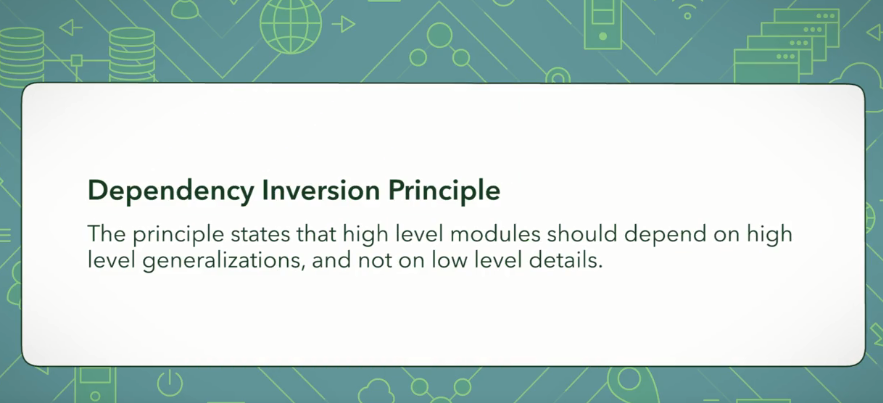 Dependency Inversion Principle
The principle states that high level modules should depend on high
level generalizations, and not on low level details.